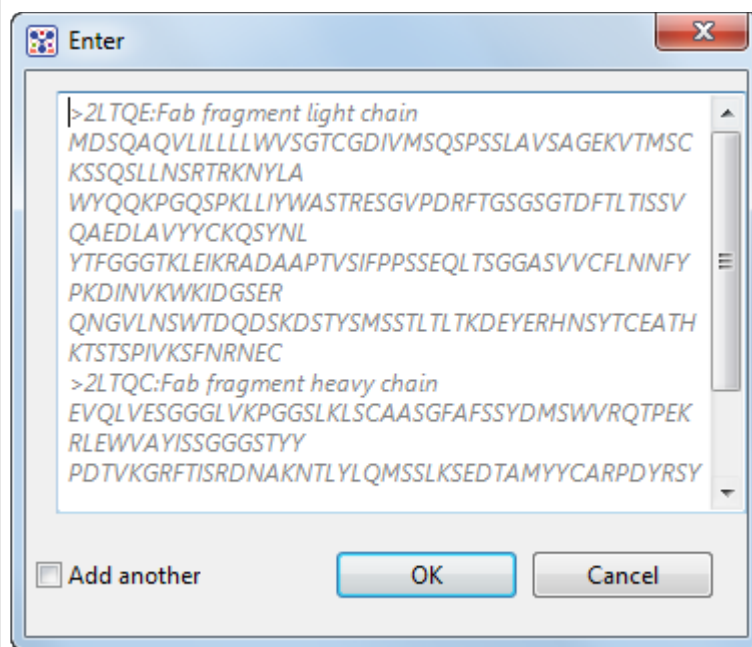 Enter
>2LTQE:Fab fragment light chain
MDSQAQVLILLLLWVSGTCGDIVMSQSPSSLAVSAGEKVTMSC
KSSQSLLNSRTRKNYLA
WYQQKPGQSPKLLIYWASTRESGVPDRFTGSGSGTDFTLTISSV
QAEDLAVYYCKQSYNL
YTFGGGTKLEIKRADAAPTVSIFPPSSEQLTSGGASVVCFLNNFY
PKDINVKWKIDGSER
QNGVLNSWTDQDSKDSTYSMSSTLTLTKDEYERHNSYTCEATH
KTSTSPIVKSFNRNEC
>2LTQC:Fab fragment heavy chain
EVQLVESGGGLVKPGGSLKLSCAASGFAFSSYDMSWVRQTPEK
RLEWVAYISSGGGSTYY
PDTVKGRFTISRDNAKNTLYLQMSSLKSEDTAMYYCARPDYRSY
Add another
OK
Cancel